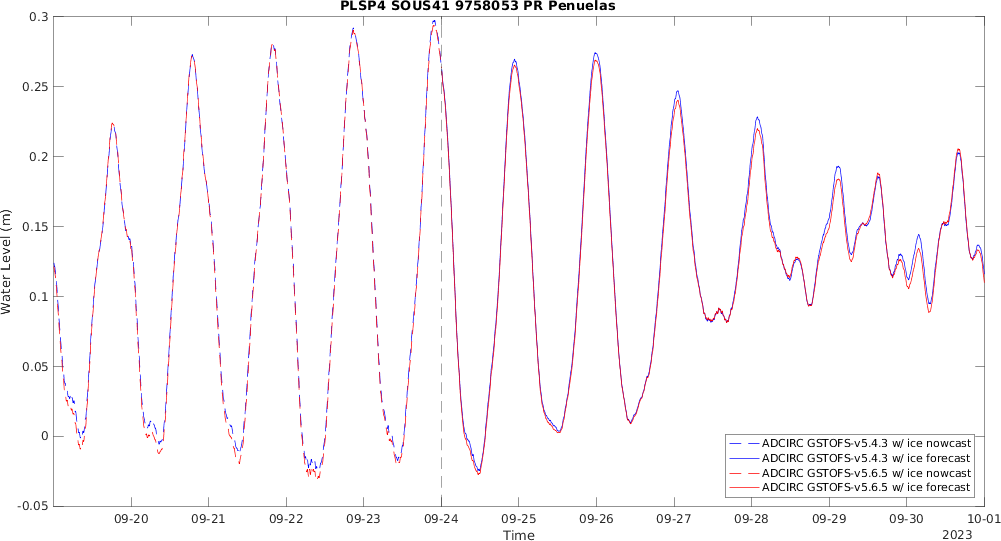 PLSP4 SOUS41 9758053 PR Penuelas
0.3
0.25
0.2
0.15
0.1
0.05
0
-0.05
Water Level (m)
ADCIRC GSTOFS-v5.4.3 w/ ice nowcast
ADCIRC GSTOFS-v5.4.3 w/ ice forecast
ADCIRC GSTOFS-v5.6.5 w/ ice nowcast
ADCIRC GSTOFS-v5.6.5 w/ ice forecast
09-20 09-21 09-22 09-23 09-24 09-25 09-26 09-27 09-28 09-29 09-30 10-01
Time
2023